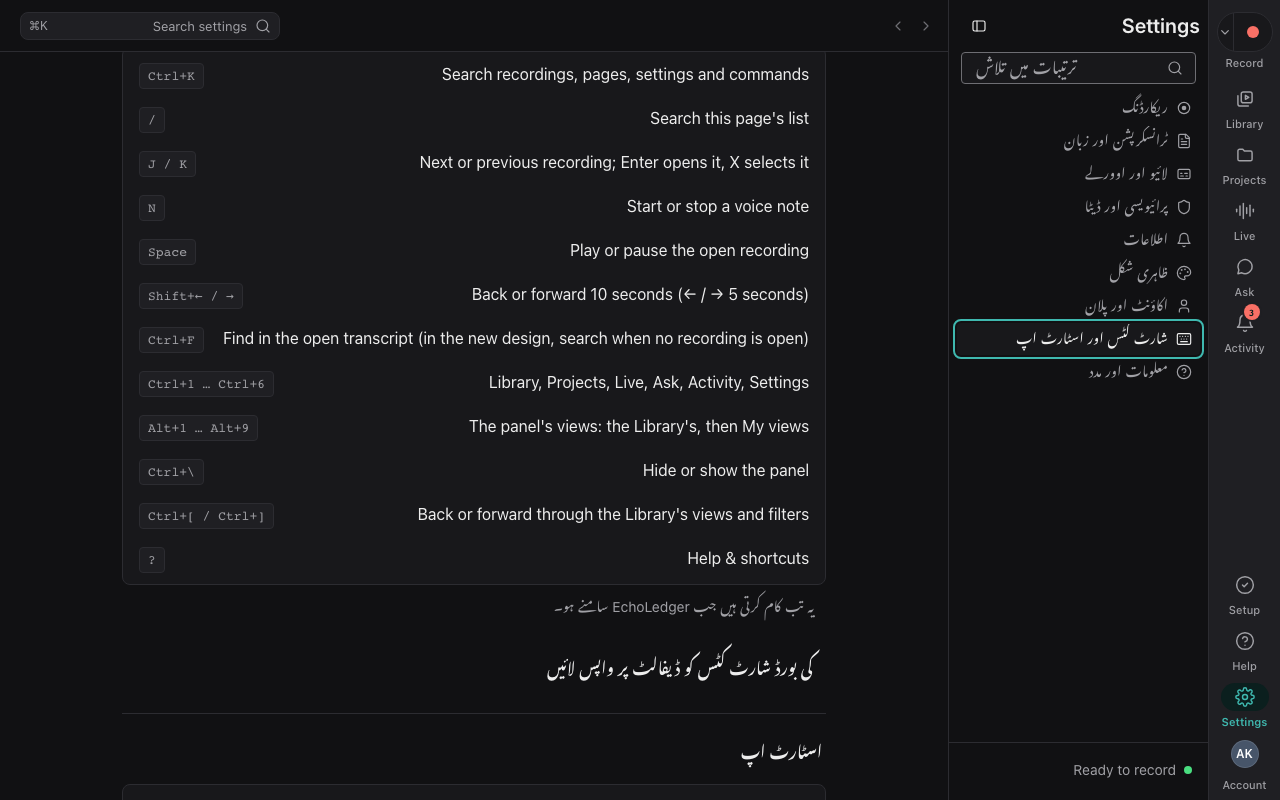 Record
Library
Projects
Live
Ask
3
Activity
Setup
Help
Settings
AK
Account
Settings
ترتیبات میں تلاش
ریکارڈنگ
ٹرانسکرپشن اور زبان
لائیو اور اوورلے
پرائیویسی اور ڈیٹا
اطلاعات
ظاہری شکل
اکاؤنٹ اور پلان
شارٹ کٹس اور اسٹارٹ اپ
معلومات اور مدد
Ready to record
Search settings ⌘K
Search recordings, pages, settings and commands Ctrl+K
Search this page's list /
Next or previous recording; Enter opens it, X selects it J / K
Start or stop a voice note N
Play or pause the open recording Space
Back or forward 10 seconds (← / → 5 seconds) Shift+← / →
Find in the open transcript (in the new design, search when no recording is open) Ctrl+F
Library, Projects, Live, Ask, Activity, Settings Ctrl+1 … Ctrl+6
The panel's views: the Library's, then My views Alt+1 … Alt+9
Hide or show the panel Ctrl+\
Back or forward through the Library's views and filters Ctrl+[ / Ctrl+]
Help & shortcuts ?
یہ تب کام کرتی ہیں جب EchoLedger سامنے ہو۔
کی بورڈ شارٹ کٹس کو ڈیفالٹ پر واپس لائیں
اسٹارٹ اپ